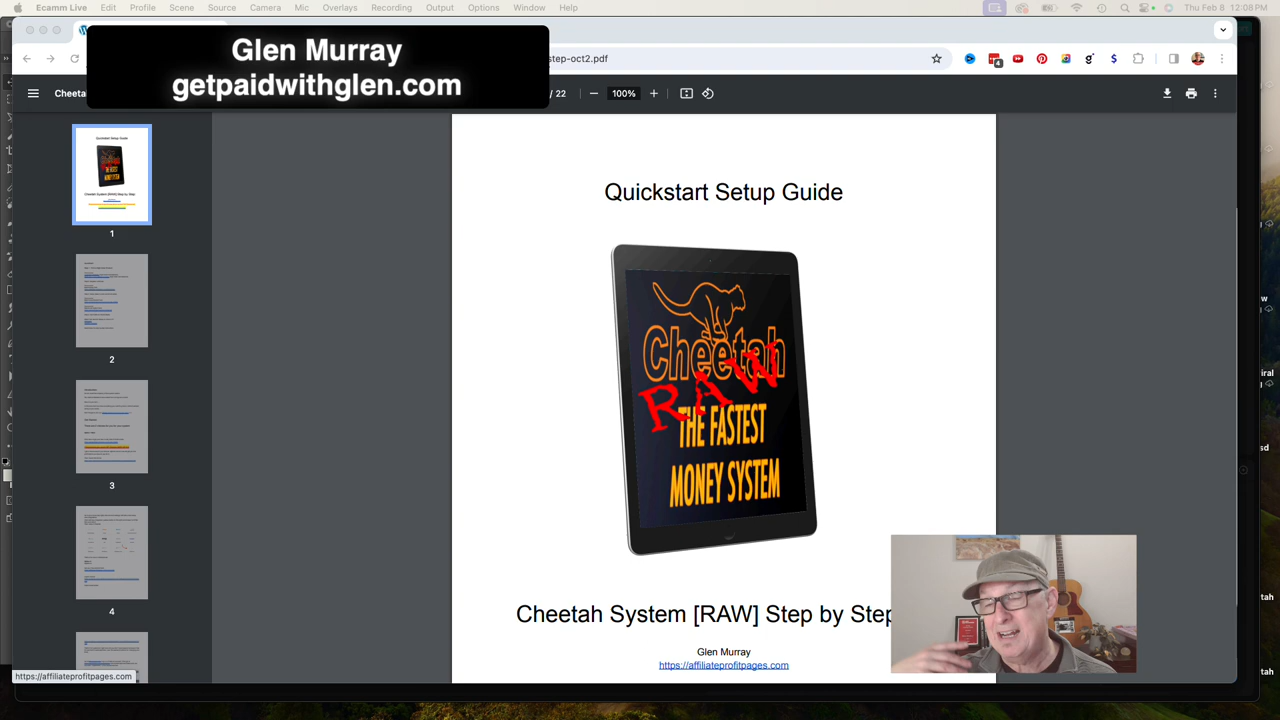 Ecamm Live Edit Profile Scene Source Camera Mic Overlays Recording Output Options Window Help Thu Feb 8 12:08 PM
Glen Murray
getpaidwithglen.com
step-oct2.pdf
4
Cheeta
/ 22
100%
Quickstart Setup Guide
Cheetah
RAW
THE FASTEST
MONEY SYSTEM
Cheetah System [RAW] Step by Step
Glen Murray
https://affiliateprofitpages.com
1
2
3
4
https://affiliateprofitpages.com